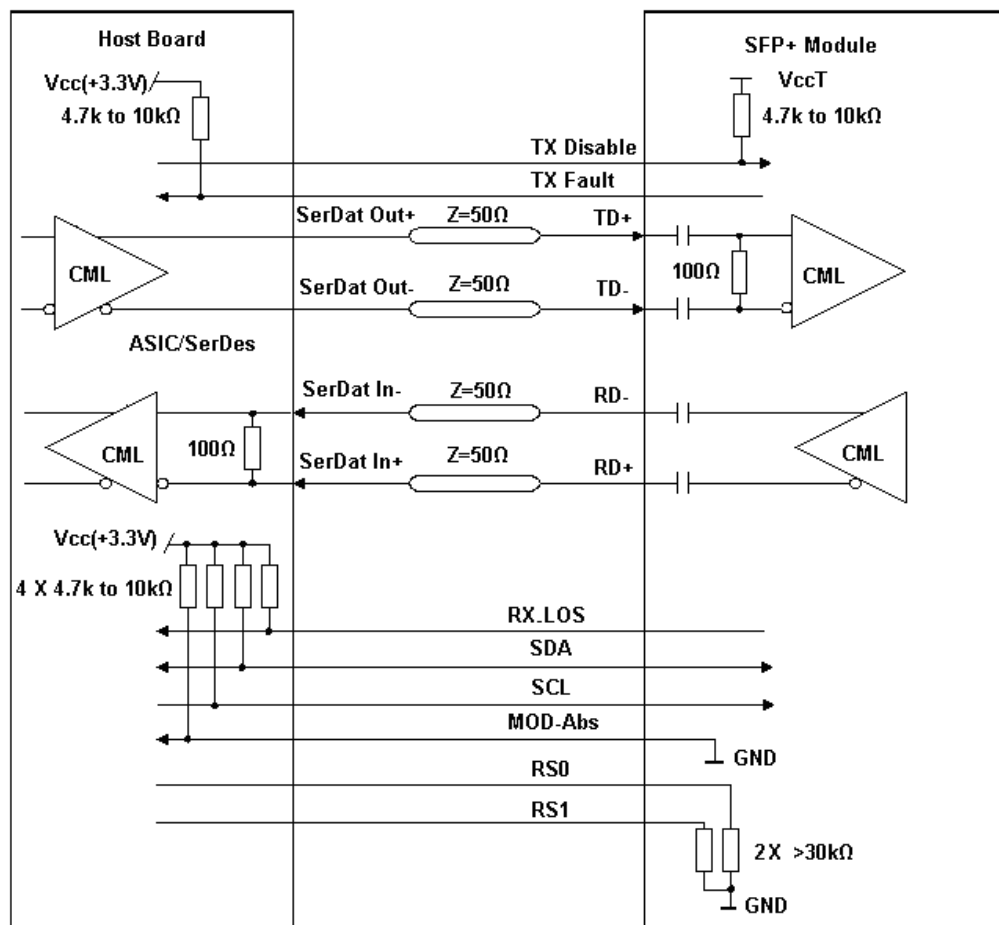 Host Board
SFP+ Module
Vcc(+3.3V)
4.7k to 10kΩ
VccT
4.7k to 10kΩ
TX Disable
TX Fault
SerDat Out+
Z=50Ω
TD+
CML
100Ω
CML
SerDat Out-
Z=50Ω
TD-
ASIC/SerDes
SerDat In-
Z=50Ω
RD-
CML
100Ω
SerDat In+
Z=50Ω
RD+
CML
Vcc(+3.3V)
4 X 4.7k to 10kΩ
RX_LOS
SDA
SCL
MOD-Abs
GND
RS0
RS1
2 X >30kΩ
GND